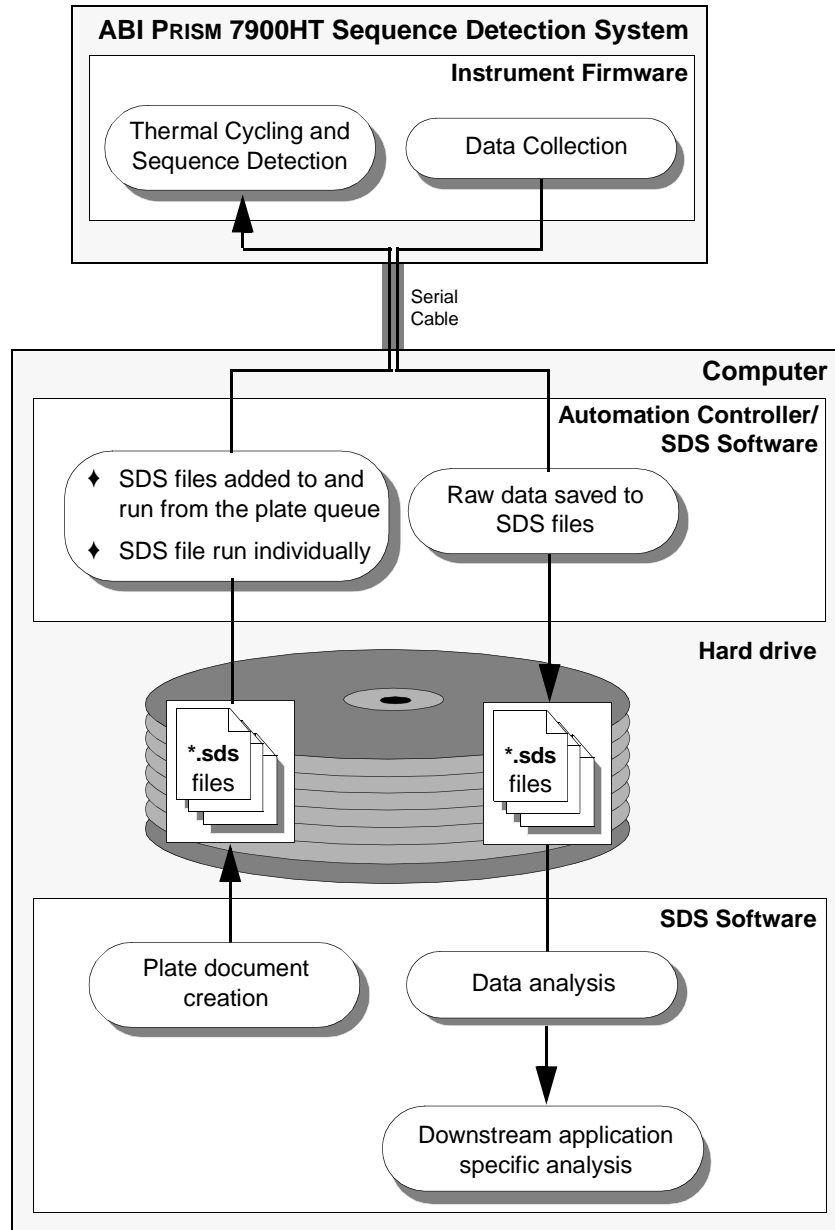 ABI PRISM 7900HT Sequence Detection System
Instrument Firmware
Thermal Cycling and
Sequence Detection
Data Collection
Serial
Cable
Computer
Automation Controller/
SDS Software
♦ SDS files added to and
run from the plate queue
♦ SDS file run individually
Raw data saved to
SDS files
Hard drive
*.sds
files
*.sds
files
SDS Software
Plate document
creation
Data analysis
Downstream application
specific analysis